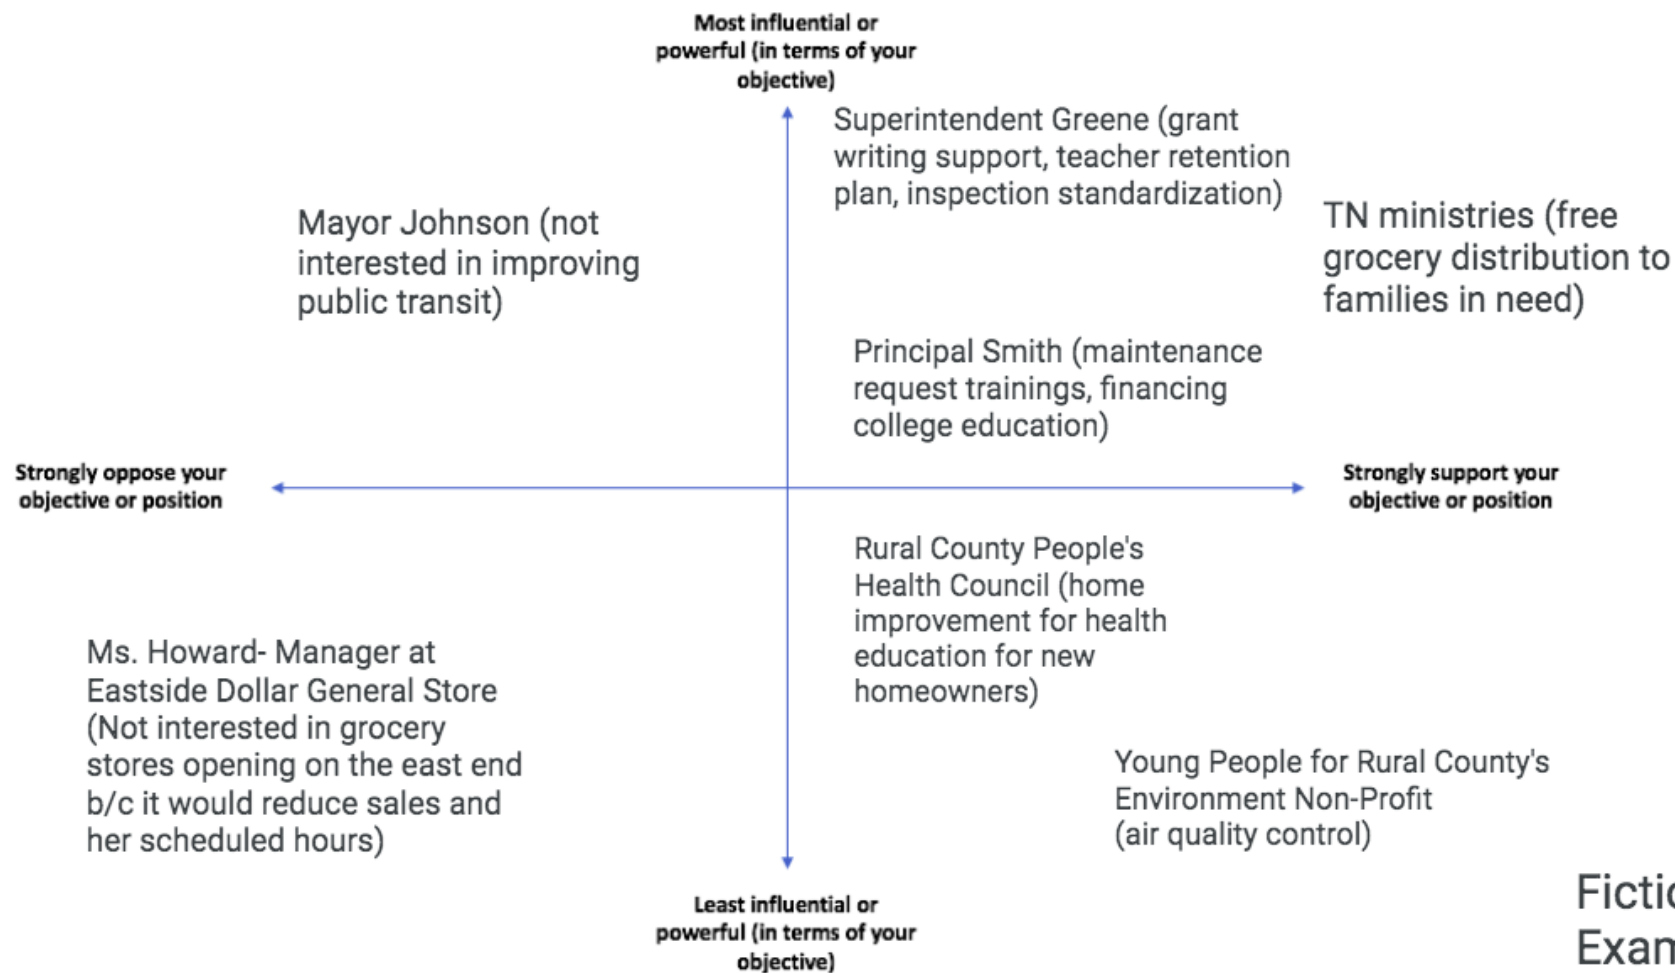 Most influential or
powerful (in terms of your
objective)
Superintendent Greene (grant
writing support, teacher retention
plan, inspection standardization)
Mayor Johnson (not
interested in improving
public transit)
TN ministries (free
grocery distribution to
families in need)
Principal Smith (maintenance
request trainings, financing
college education)
Strongly oppose your
objective or position
Strongly support your
objective or position
Rural County People's
Health Council (home
improvement for health
education for new
homeowners)
Ms. Howard- Manager at
Eastside Dollar General Store
(Not interested in grocery
stores opening on the east end
b/c it would reduce sales and
her scheduled hours)
Young People for Rural County's
Environment Non-Profit
(air quality control)
Least influential or
powerful (in terms of your
objective)